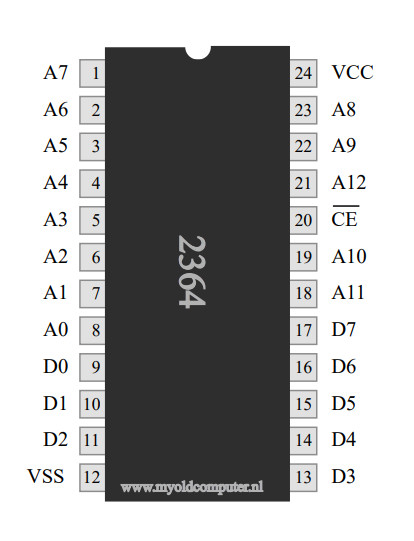 A7 1 24 VCC
A6 2 23 A8
A5 3 22 A9
A4 4 21 A12
A3 5 20 C̅E̅
A2 6 19 A10
A1 7 18 A11
A0 8 17 D7
D0 9 16 D6
D1 10 15 D5
D2 11 14 D4
VSS 12 13 D3
2364
www.myoldcomputer.nl